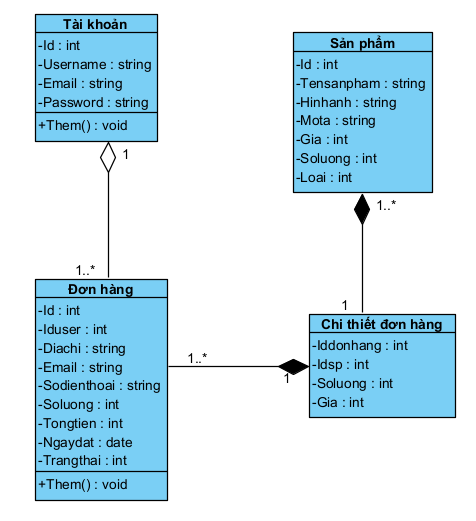 Tài khoản
-Id : int
-Username : string
-Email : string
-Password : string
+Them() : void
1
1..*
Sản phẩm
-Id : int
-Tensanpham : string
-Hinhanh : string
-Mota : string
-Gia : int
-Soluong : int
-Loai : int
1..*
1
Đơn hàng
-Id : int
-Iduser : int
-Diachi : string
-Email : string
-Sodienthoai : string
-Soluong : int
-Tongtien : int
-Ngaydat : date
-Trangthai : int
+Them() : void
1..*
1
Chi thiết đơn hàng
-Iddonhang : int
-Idsp : int
-Soluong : int
-Gia : int